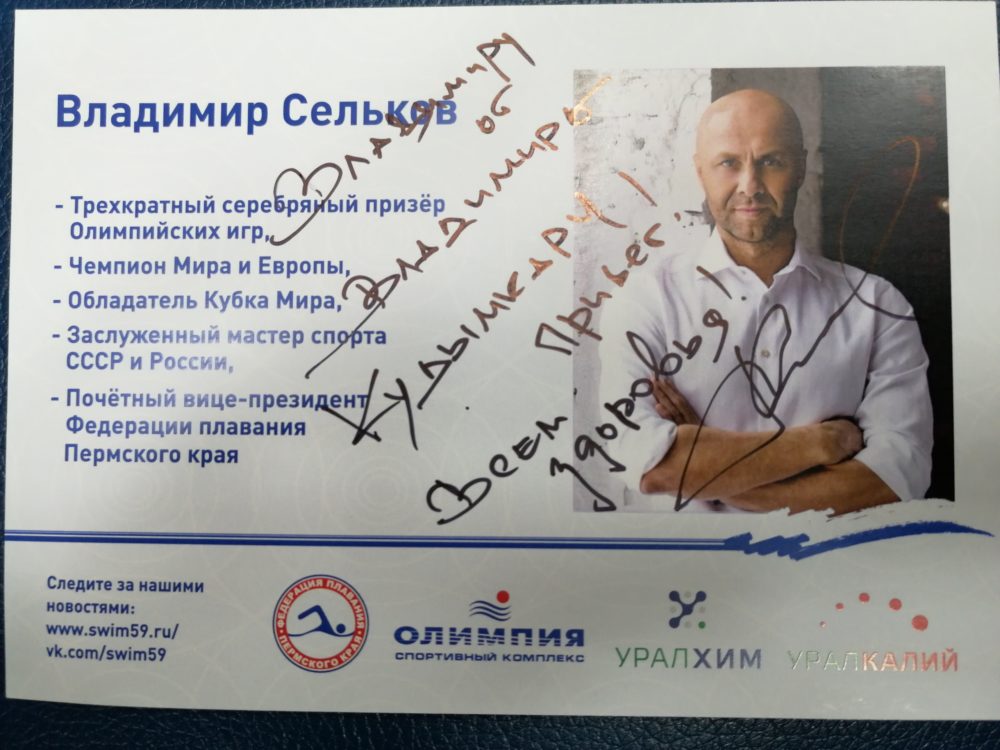 Владимир Сельков
- Трехкратный серебряный призёр
Олимпийских игр,
- Чемпион Мира и Европы,
- Обладатель Кубка Мира,
- Заслуженный мастер спорта
СССР и России,
- Почётный вице-президент
Федерации плавания
Пермского края
Владимиру
от
Владимира
Кудымкару!
Всем Привет
здоровья!
Следите за нашими
новостями:
www.swim59.ru/
vk.com/swim59
ФЕДЕРАЦИЯ ПЛАВАНИЯ
ПЕРМСКОГО КРАЯ
ОЛИМПИЯ
СПОРТИВНЫЙ КОМПЛЕКС
УРАЛХИМ
УРАЛКАЛИЙ